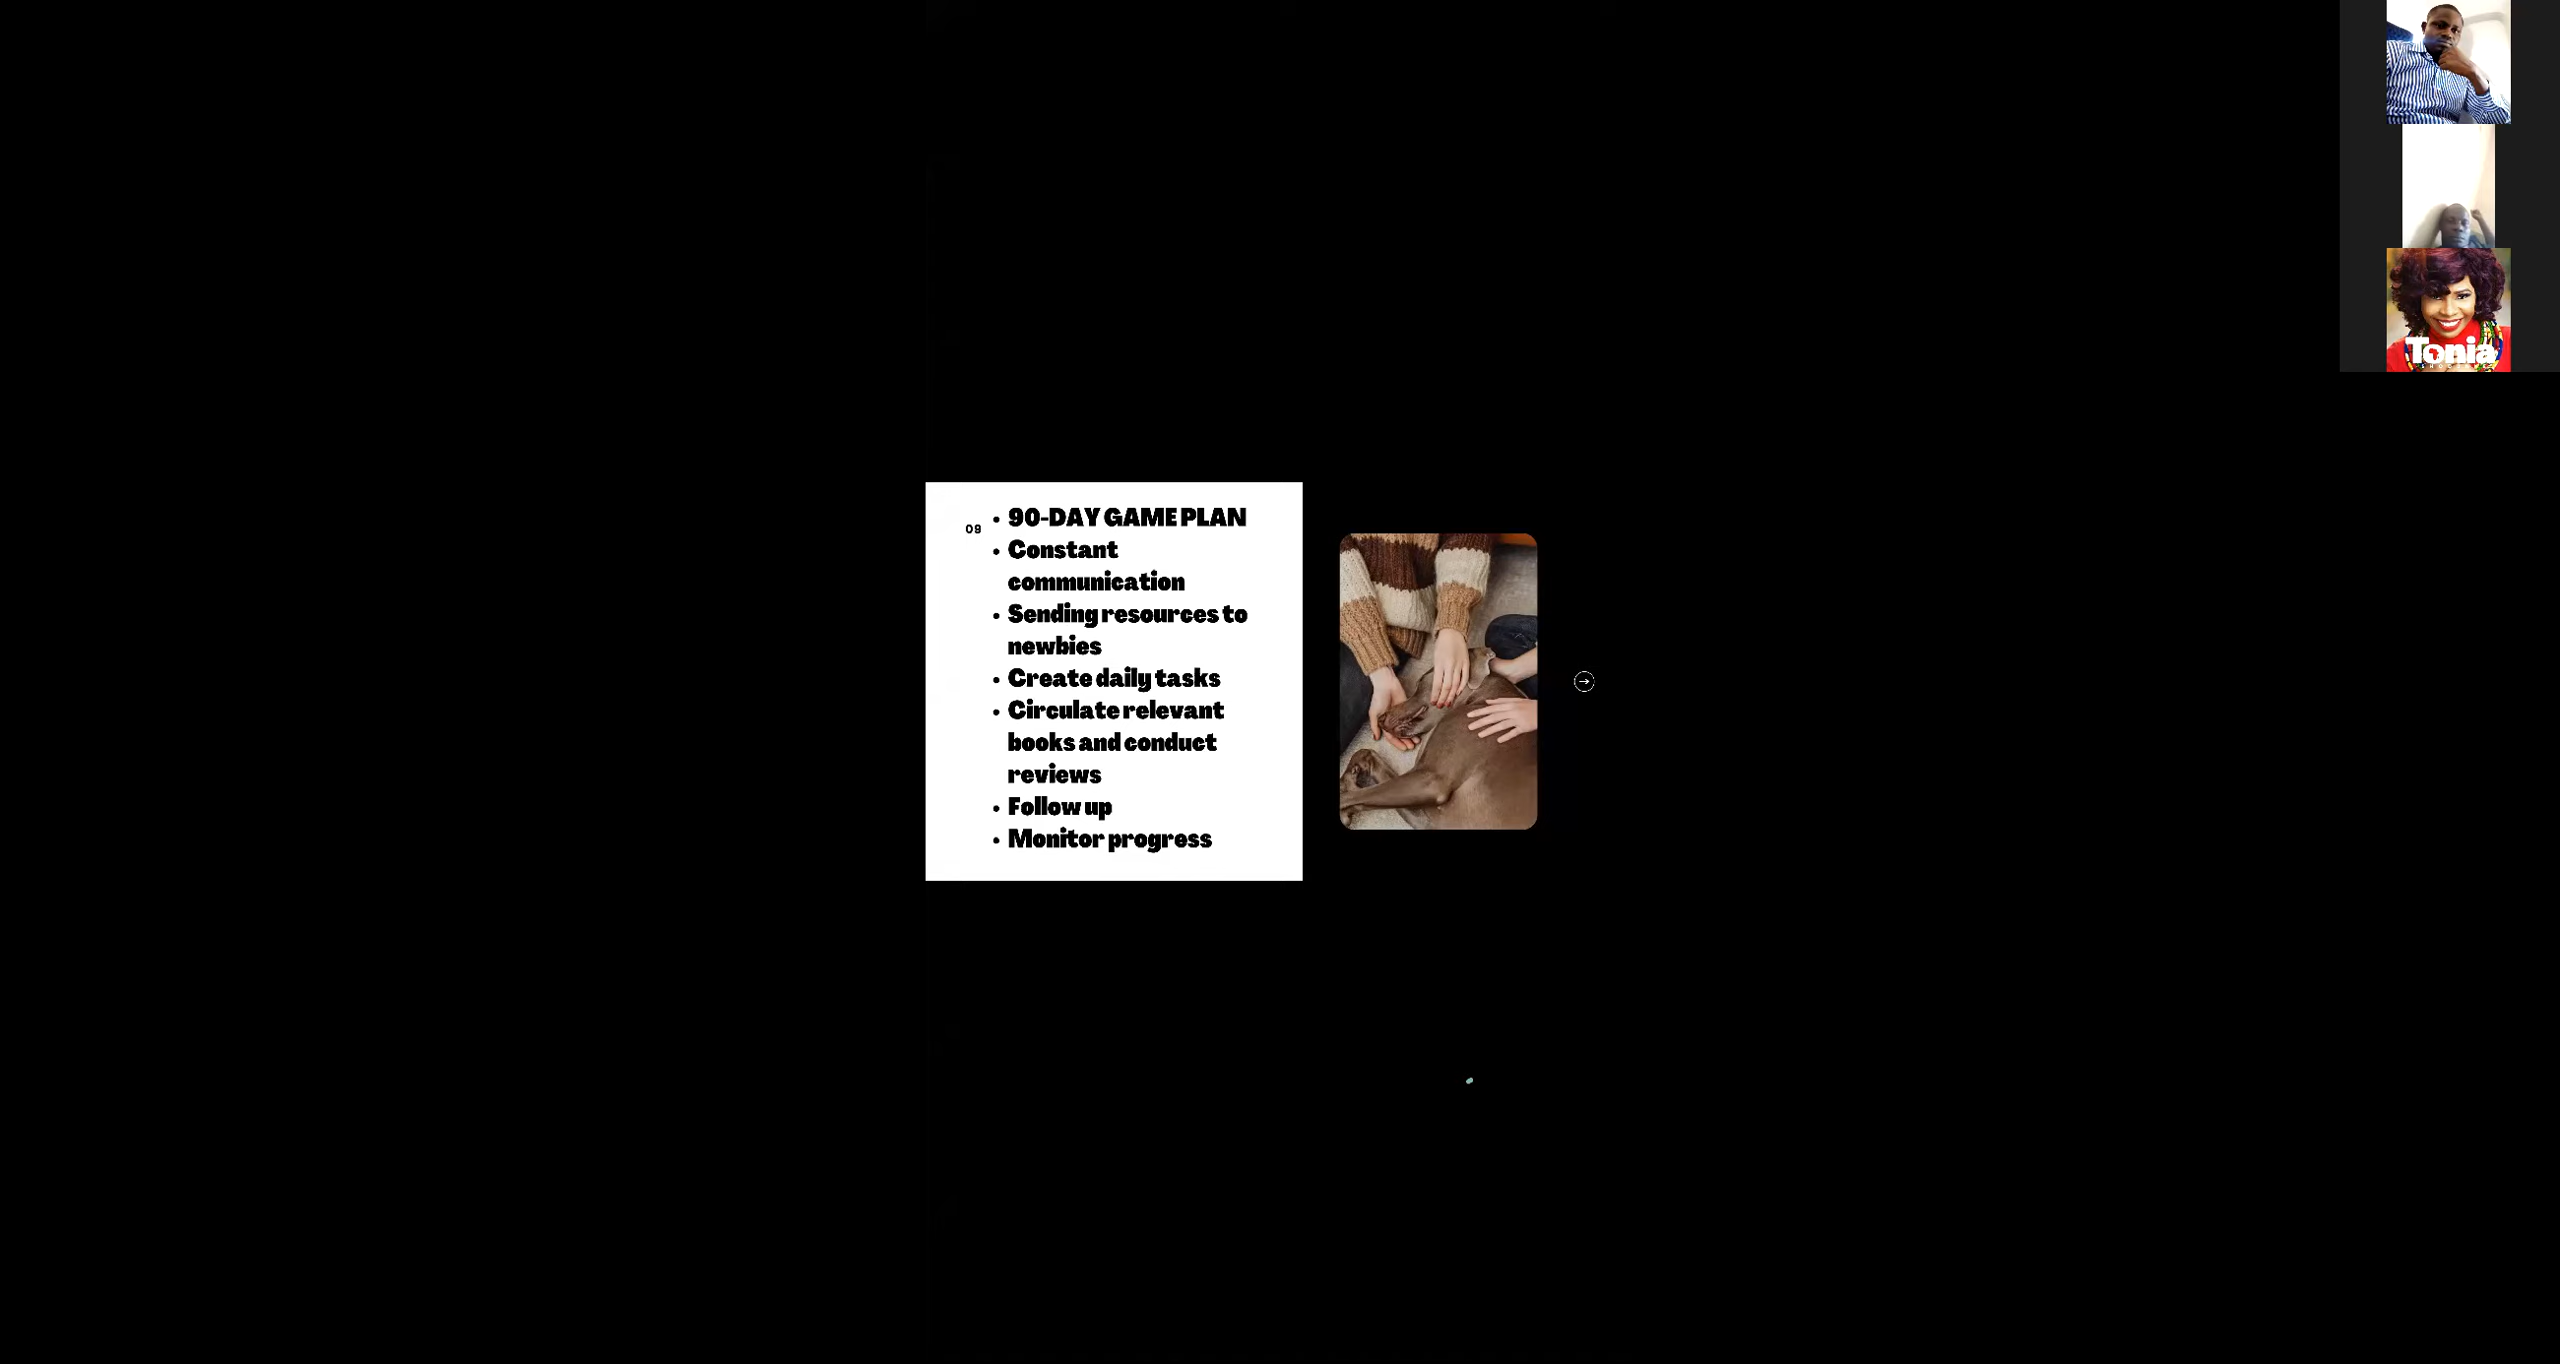 09
• 90-DAY GAME PLAN
• Constant
communication
• Sending resources to
newbies
• Create daily tasks
• Circulate relevant
books and conduct
reviews
• Follow up
• Monitor progress
Tonia